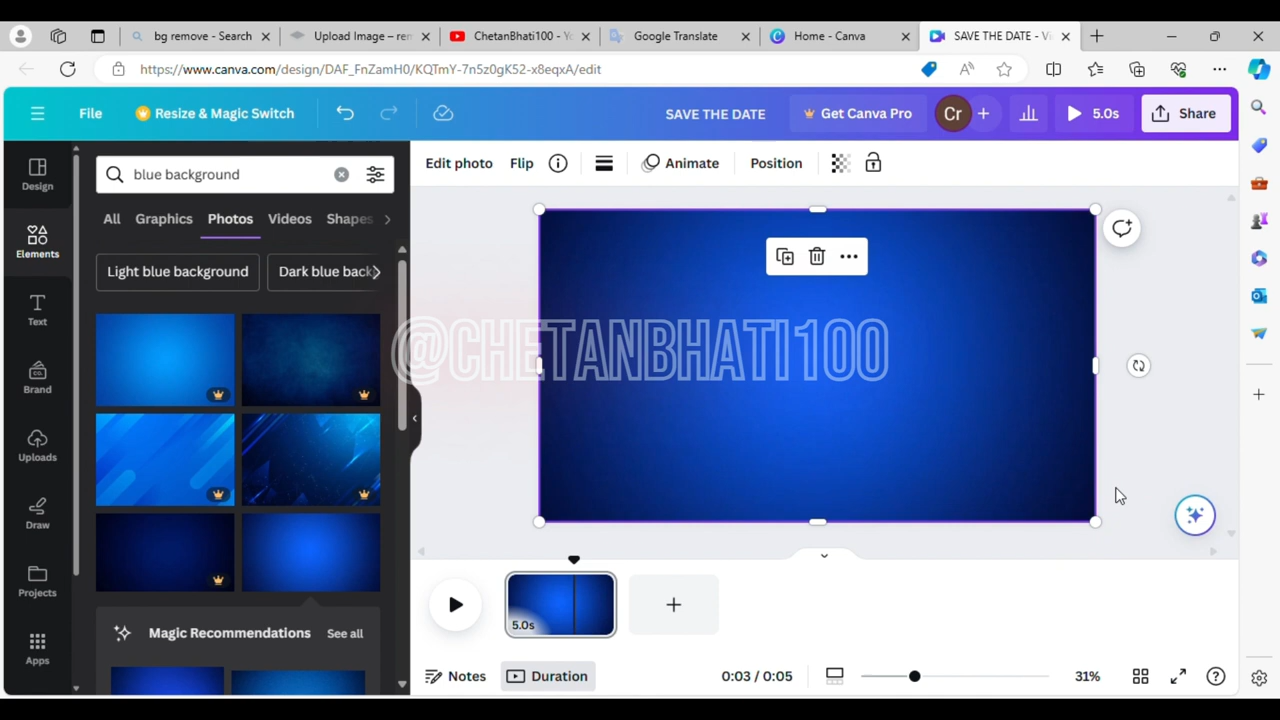 bg remove - Search
Upload Image – rem
ChetanBhati100 - Yo
Google Translate
Home - Canva
SAVE THE DATE - Vi
https://www.canva.com/design/DAF_FnZamH0/KQTmY-7n5z0gK52-x8eqxA/edit
File
Resize & Magic Switch
SAVE THE DATE
Get Canva Pro
Cr
5.0s
Share
Design
Elements
Text
Brand
Uploads
Draw
Projects
Apps
blue background
All
Graphics
Photos
Videos
Shapes
Light blue background
Dark blue back
Magic Recommendations
See all
Edit photo
Flip
Animate
Position
@CHETANBHATI100
5.0s
Notes
Duration
0:03 / 0:05
31%